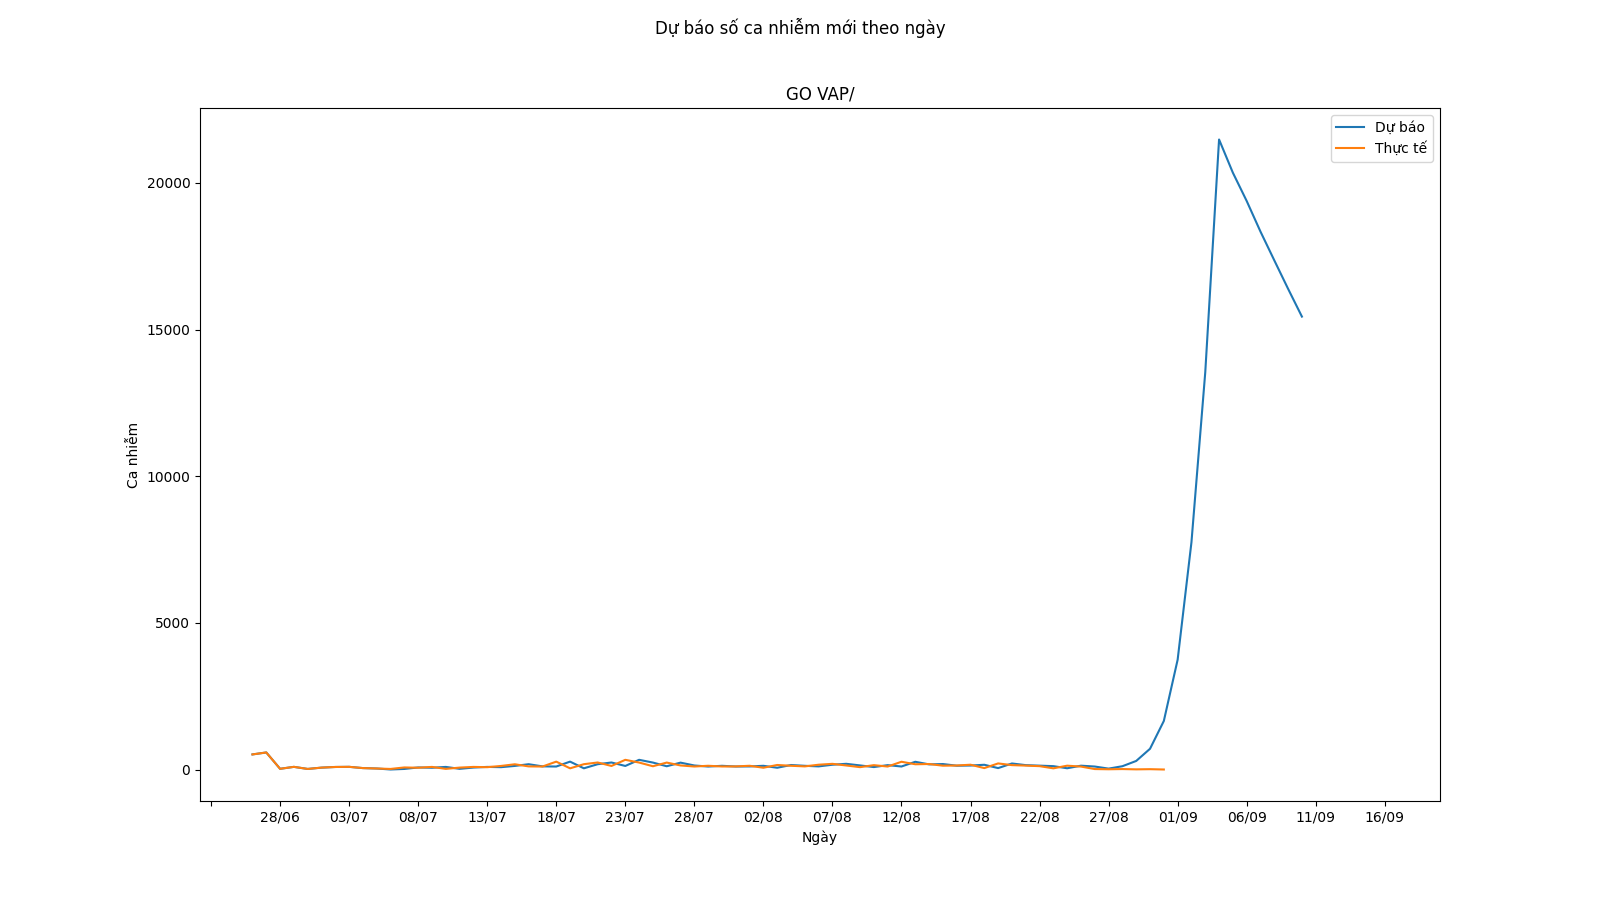 Dự báo số ca nhiễm mới theo ngày
GO VAP/
Dự báo
Thực tế
20000
15000
10000
5000
0
Ca nhiễm
28/06 03/07 08/07 13/07 18/07 23/07 28/07 02/08 07/08 12/08 17/08 22/08 27/08 01/09 06/09 11/09 16/09
Ngày